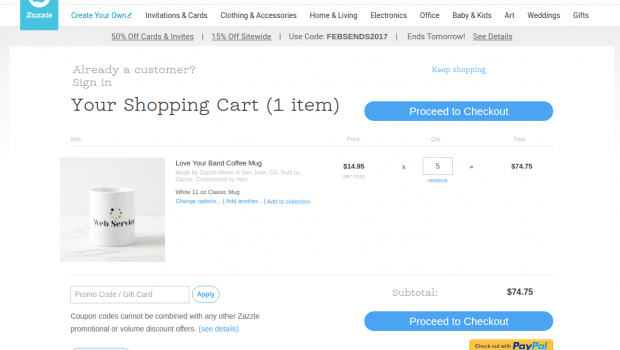 Zazzle
Create Your Own Invitations & Cards Clothing & Accessories Home & Living Electronics Office Baby & Kids Art Weddings Gifts
50% Off Cards & Invites | 15% Off Sitewide | Use Code: FEBSENDS2017 | Ends Tomorrow! See Details
Already a customer?
Sign in
Keep shopping
Your Shopping Cart (1 item)
Proceed to Checkout
Item Price Qty. Total
Love Your Band Coffee Mug
Made by Zazzle Home in San Jose, CA. Sold by
Zazzle. Customized by You!
White 11 oz Classic Mug
Change options... | Add another... | Add to collection
$14.95 x 5 = $74.75
per mug
remove
Web Service
Promo Code / Gift Card Apply
Coupon codes cannot be combined with any other Zazzle
promotional or volume discount offers. (see details)
Subtotal: $74.75
Proceed to Checkout
Check out with PayPal